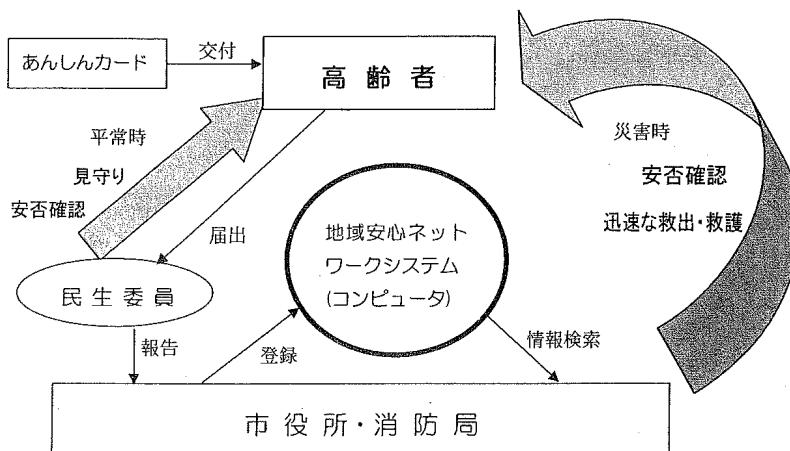 あんしんカード
交付
高齢者
平常時
見守り
安否確認
災害時
安否確認
迅速な救出・救護
届出
地域安心ネット
ワークシステム
(コンピュータ)
民生委員
報告
登録
情報検索
市役所・消防局